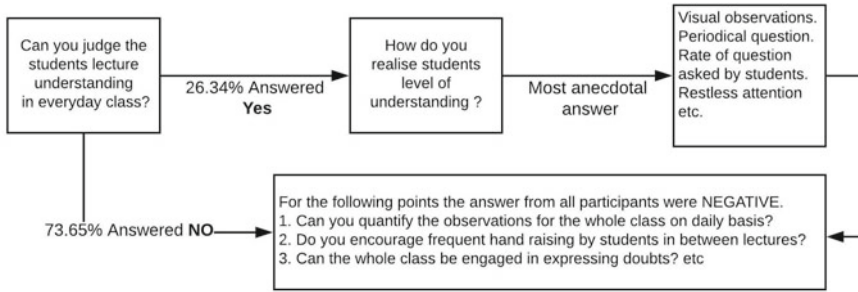 Can you judge the
students lecture
understanding
in everyday class?
26.34% Answered
Yes
How do you
realise students
level of
understanding ?
Most anecdotal
answer
Visual observations.
Periodical question.
Rate of question
asked by students.
Restless attention
etc.
73.65% Answered NO
For the following points the answer from all participants were NEGATIVE.
1. Can you quantify the observations for the whole class on daily basis?
2. Do you encourage frequent hand raising by students in between lectures?
3. Can the whole class be engaged in expressing doubts? etc